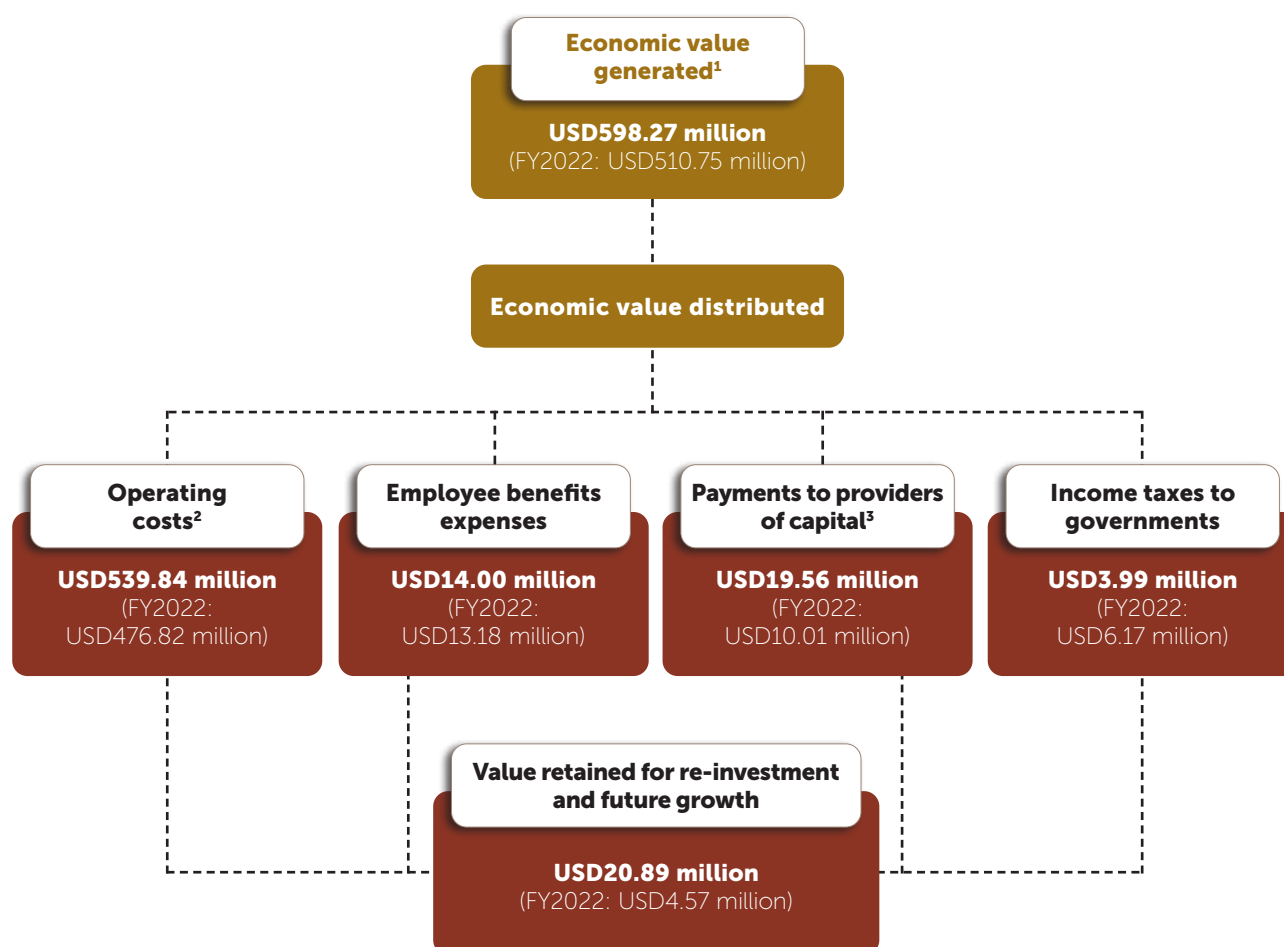 Economic value
generated¹
USD598.27 million
(FY2022: USD510.75 million)
Economic value distributed
Operating
costs²
USD539.84 million
(FY2022:
USD476.82 million)
Employee benefits
expenses
USD14.00 million
(FY2022:
USD13.18 million)
Payments to providers
of capital³
USD19.56 million
(FY2022:
USD10.01 million)
Income taxes to
governments
USD3.99 million
(FY2022:
USD6.17 million)
Value retained for re-investment
and future growth
USD20.89 million
(FY2022: USD4.57 million)